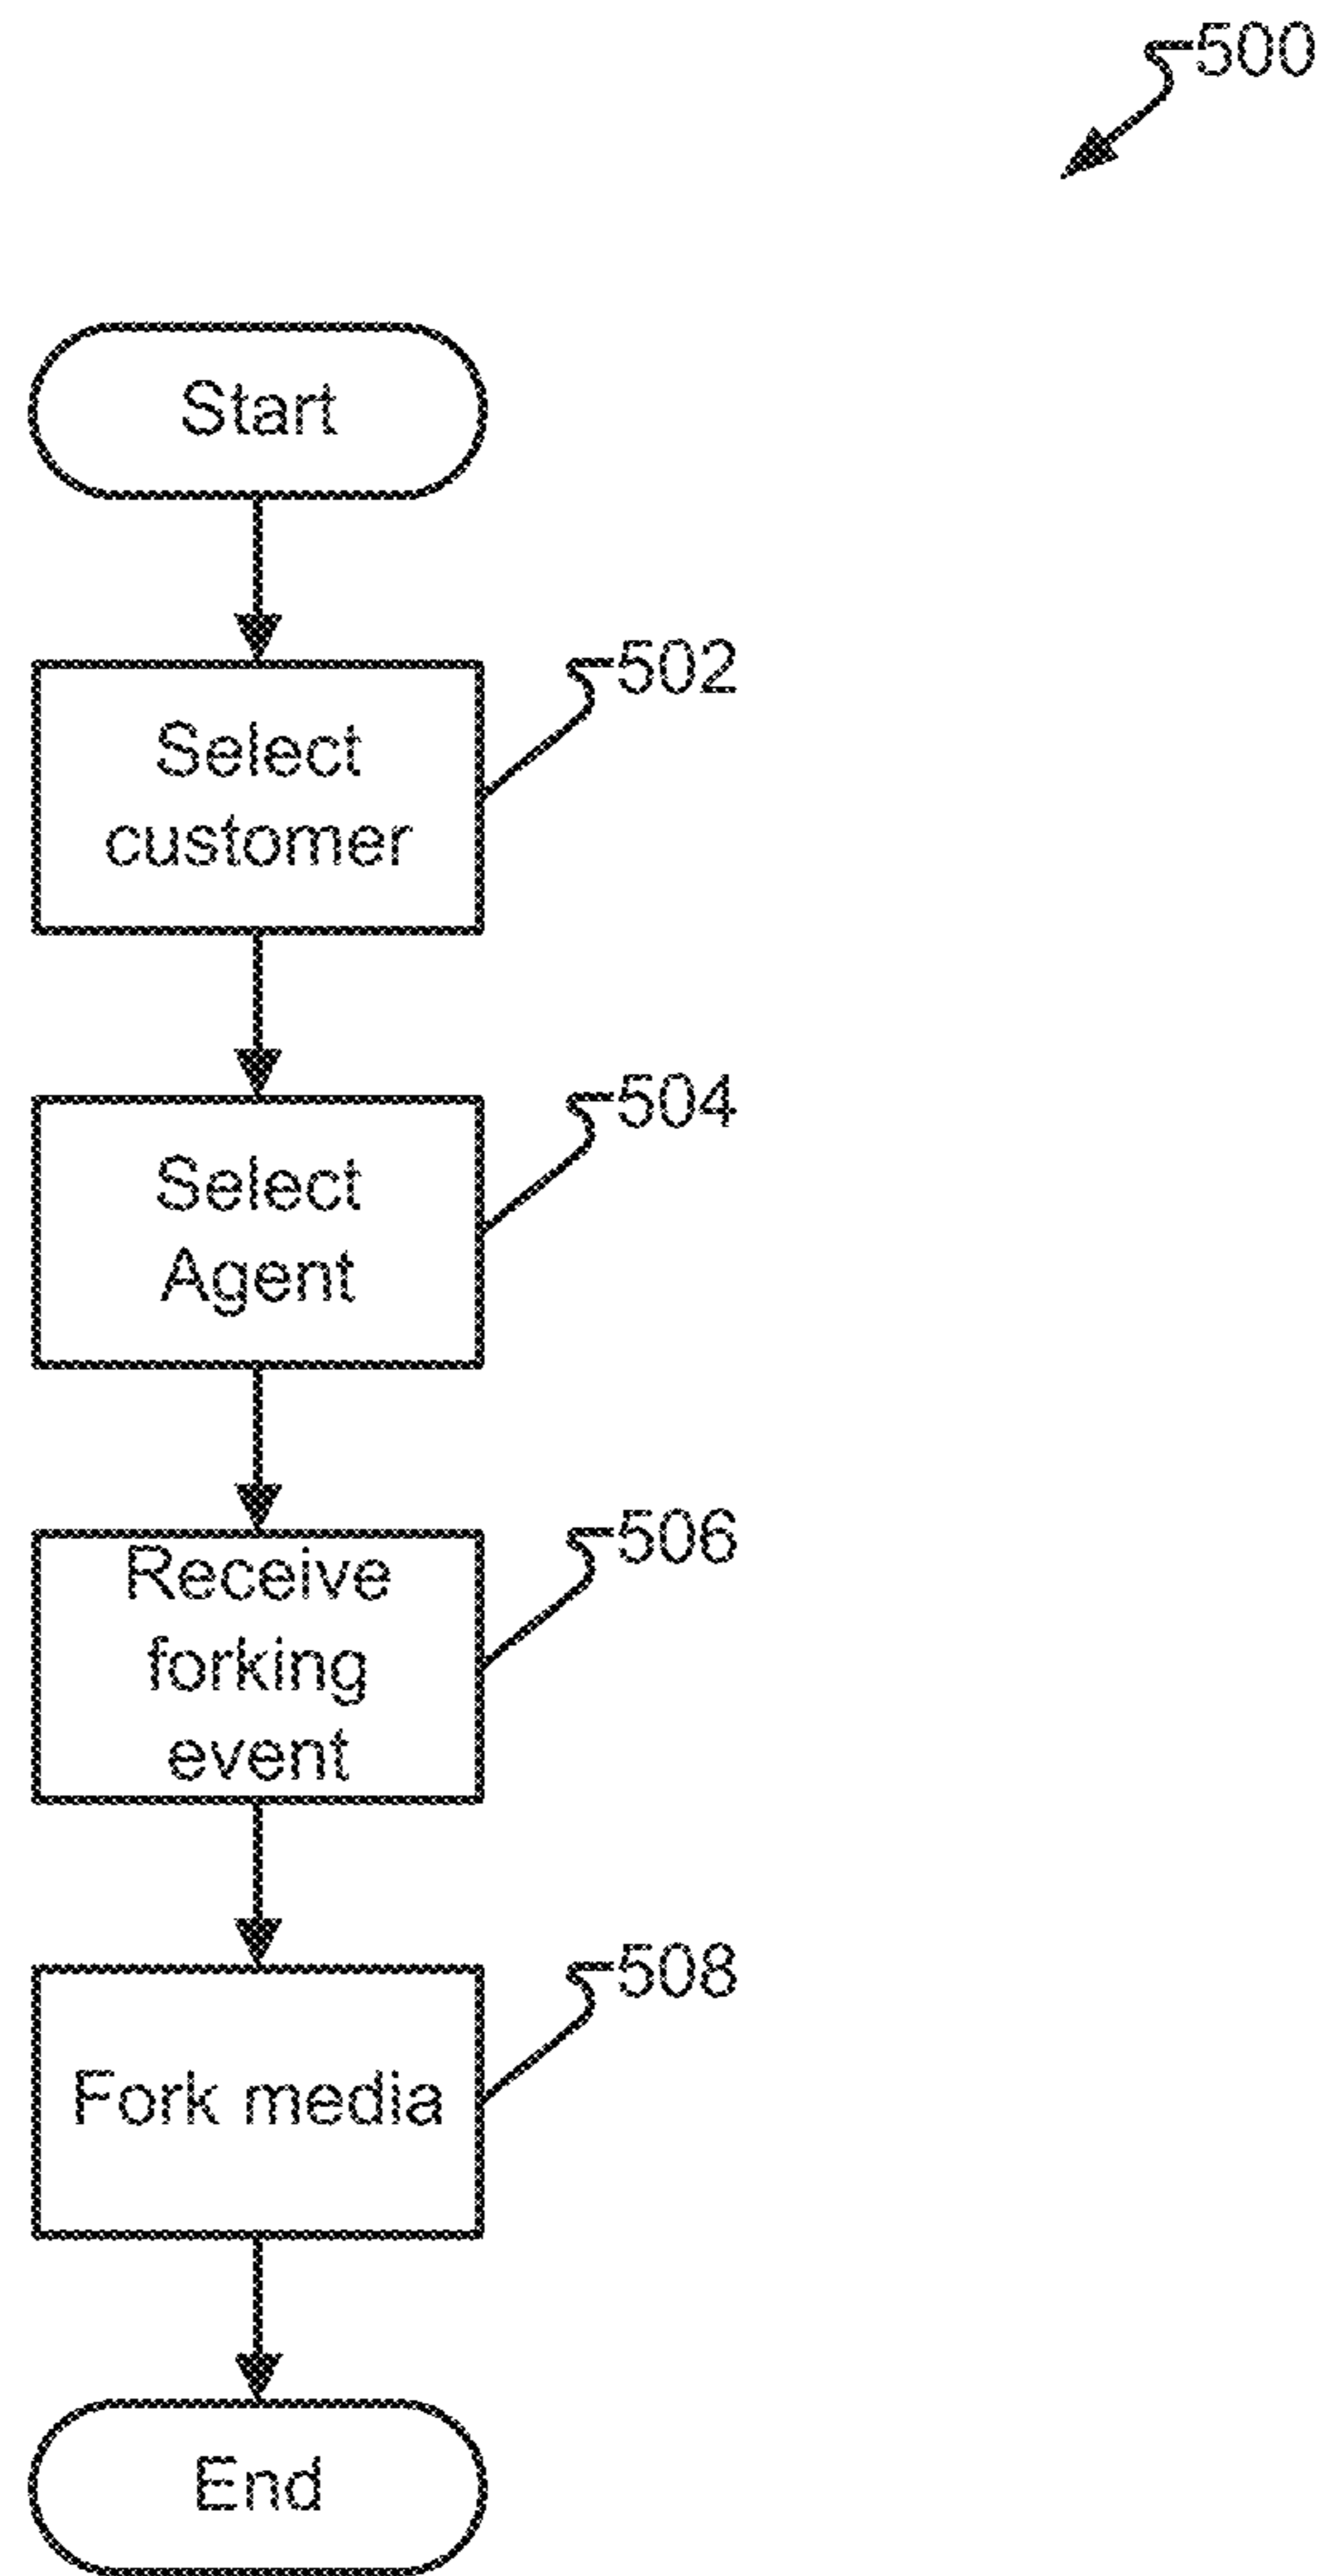 500
Start
502
Select
customer
504
Select
Agent
506
Receive
forking
event
508
Fork media
End